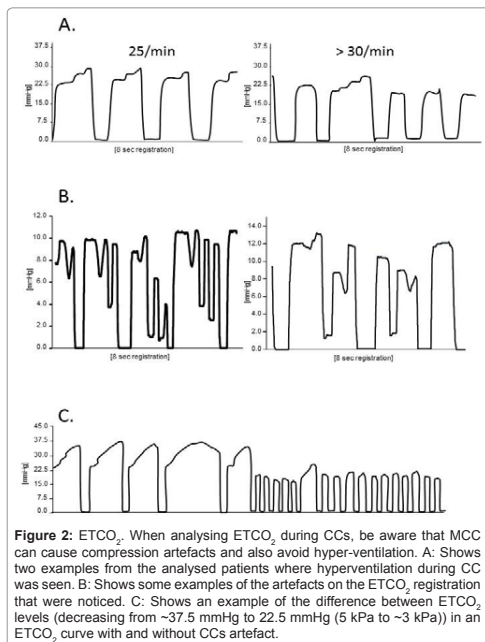 A.
25/min
> 30/min
37.5
30.0
22.5
15.0
7.5
0.0
[mmHg]
[8 sec registration]
37.5
30.0
22.5
15.0
7.5
0.0
[mmHg]
[8 sec registration]
B.
12.0
10.0
8.0
6.0
4.0
2.0
0.0
[mmHg]
[8 sec registration]
14.0
12.0
10.0
8.0
6.0
4.0
2.0
0.0
[mmHg]
[8 sec registration]
C.
45.0
37.5
30.0
22.5
15.0
7.5
0.0
[mmHg]
Figure 2: ETCO₂. When analysing ETCO₂ during CCs, be aware that MCC
can cause compression artefacts and also avoid hyper-ventilation. A: Shows
two examples from the analysed patients where hyperventilation during CC
was seen. B: Shows some examples of the artefacts on the ETCO₂ registration
that were noticed. C: Shows an example of the difference between ETCO₂
levels (decreasing from ~37.5 mmHg to 22.5 mmHg (5 kPa to ~3 kPa)) in an
ETCO₂ curve with and without CCs artefact.